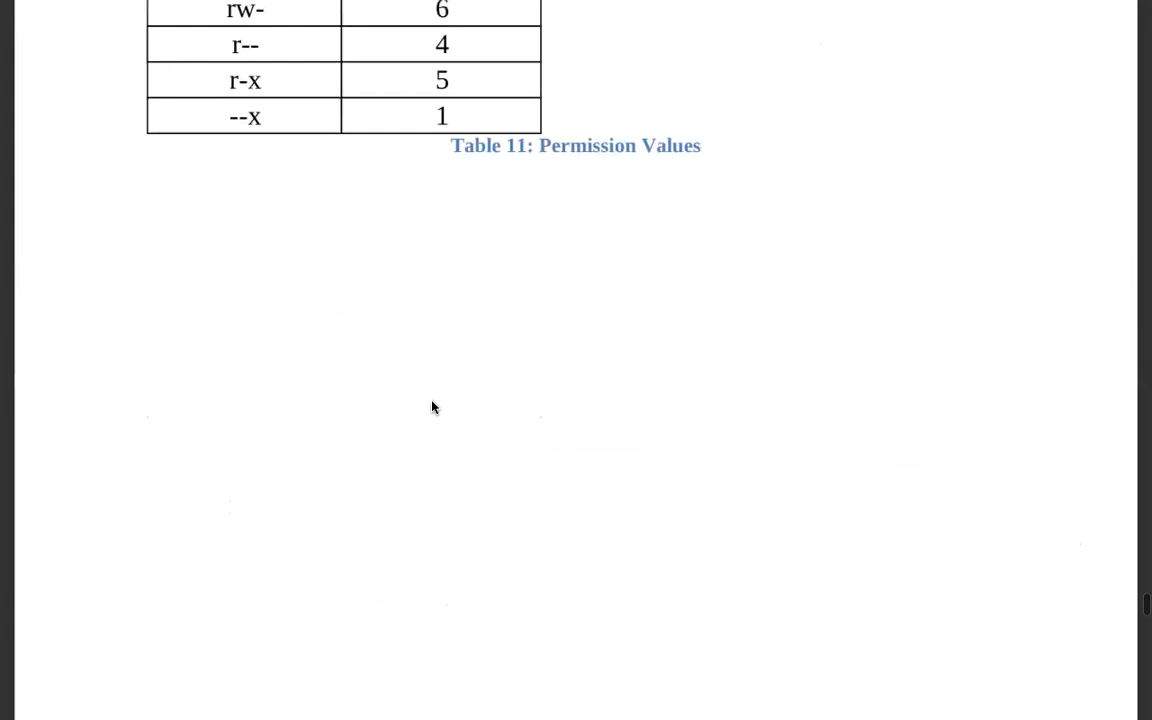 rw- 6
r-- 4
r-x 5
--x 1
Table 11: Permission Values